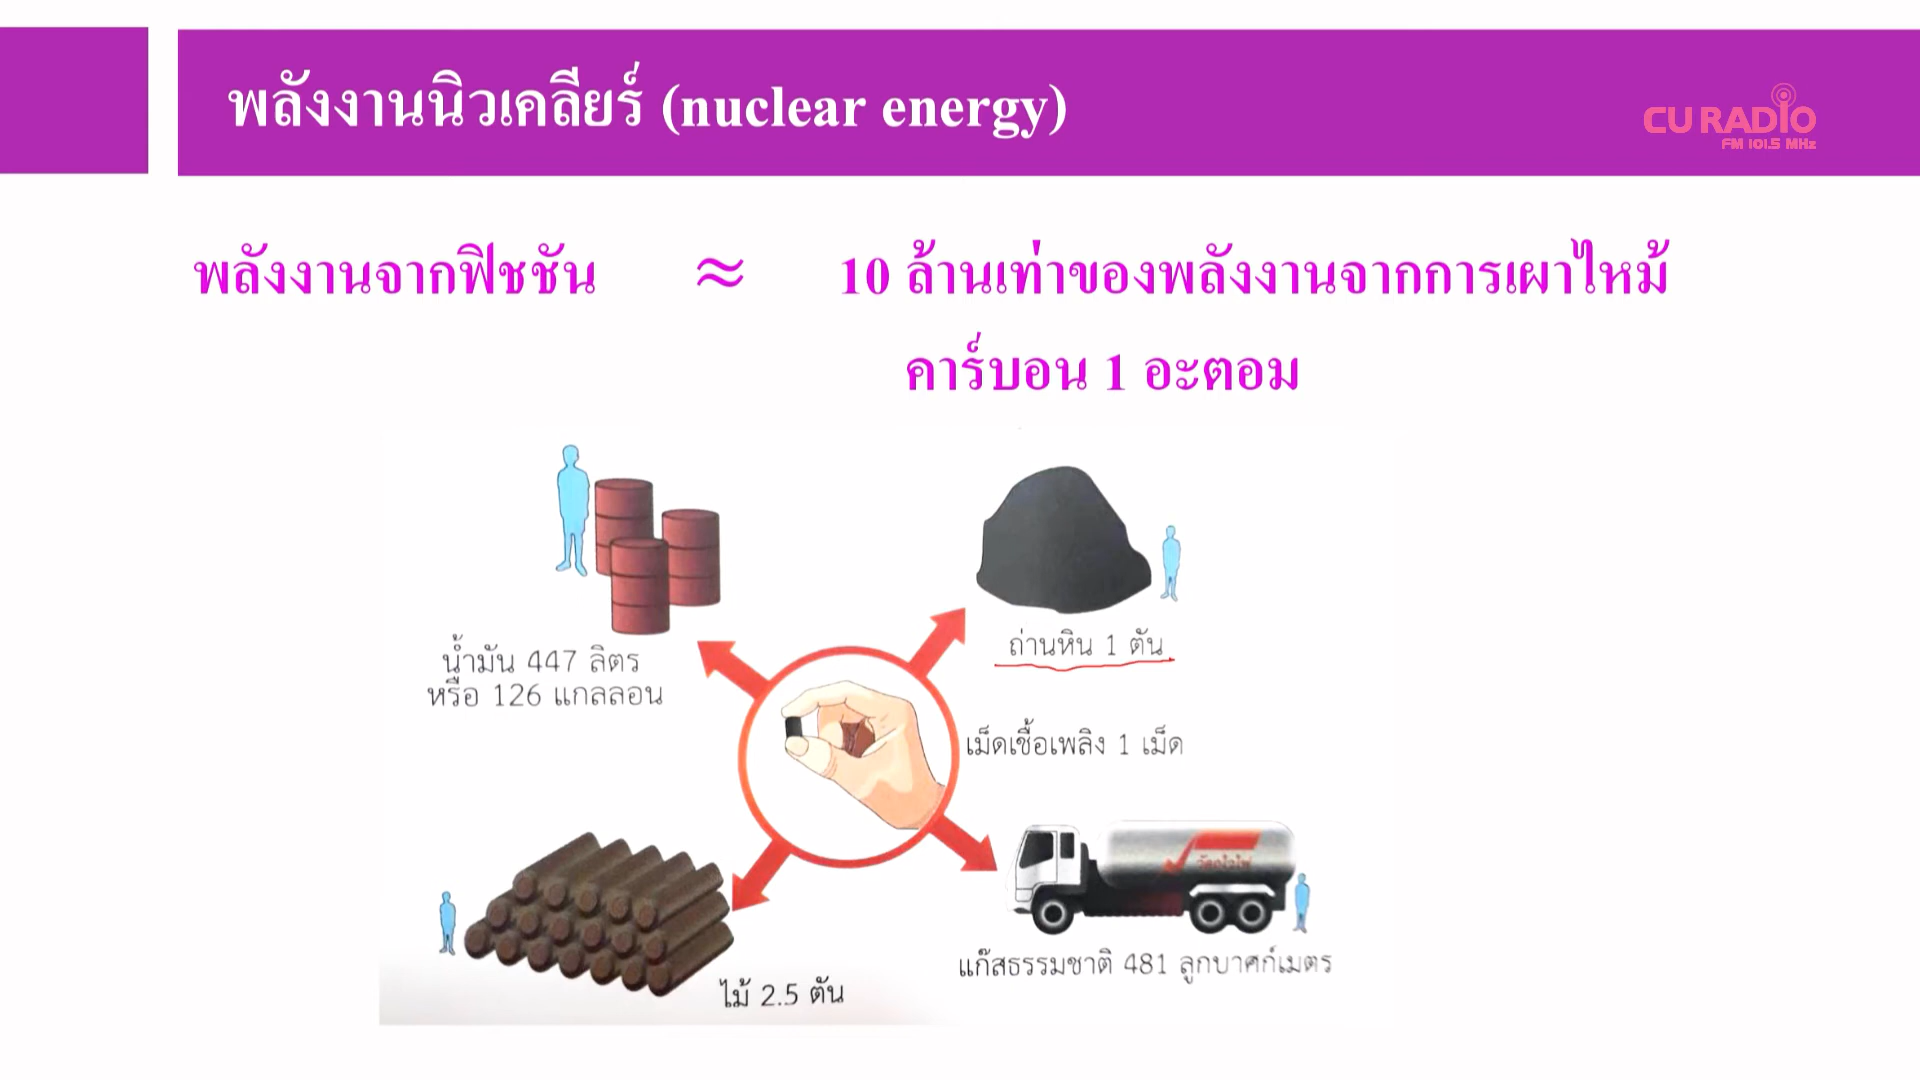 พลังงานนิวเคลียร์ (nuclear energy)
CU RADIO
FM 101.5 MHz
พลังงานจากฟิชชัน ≈ 10 ล้านเท่าของพลังงานจากการเผาไหม้
คาร์บอน 1 อะตอม
น้ำมัน 447 ลิตร
หรือ 126 แกลลอน
ถ่านหิน 1 ตัน
เม็ดเชื้อเพลิง 1 เม็ด
วัตถุไวไฟ
แก๊สธรรมชาติ 481 ลูกบาศก์เมตร
ไม้ 2.5 ตัน